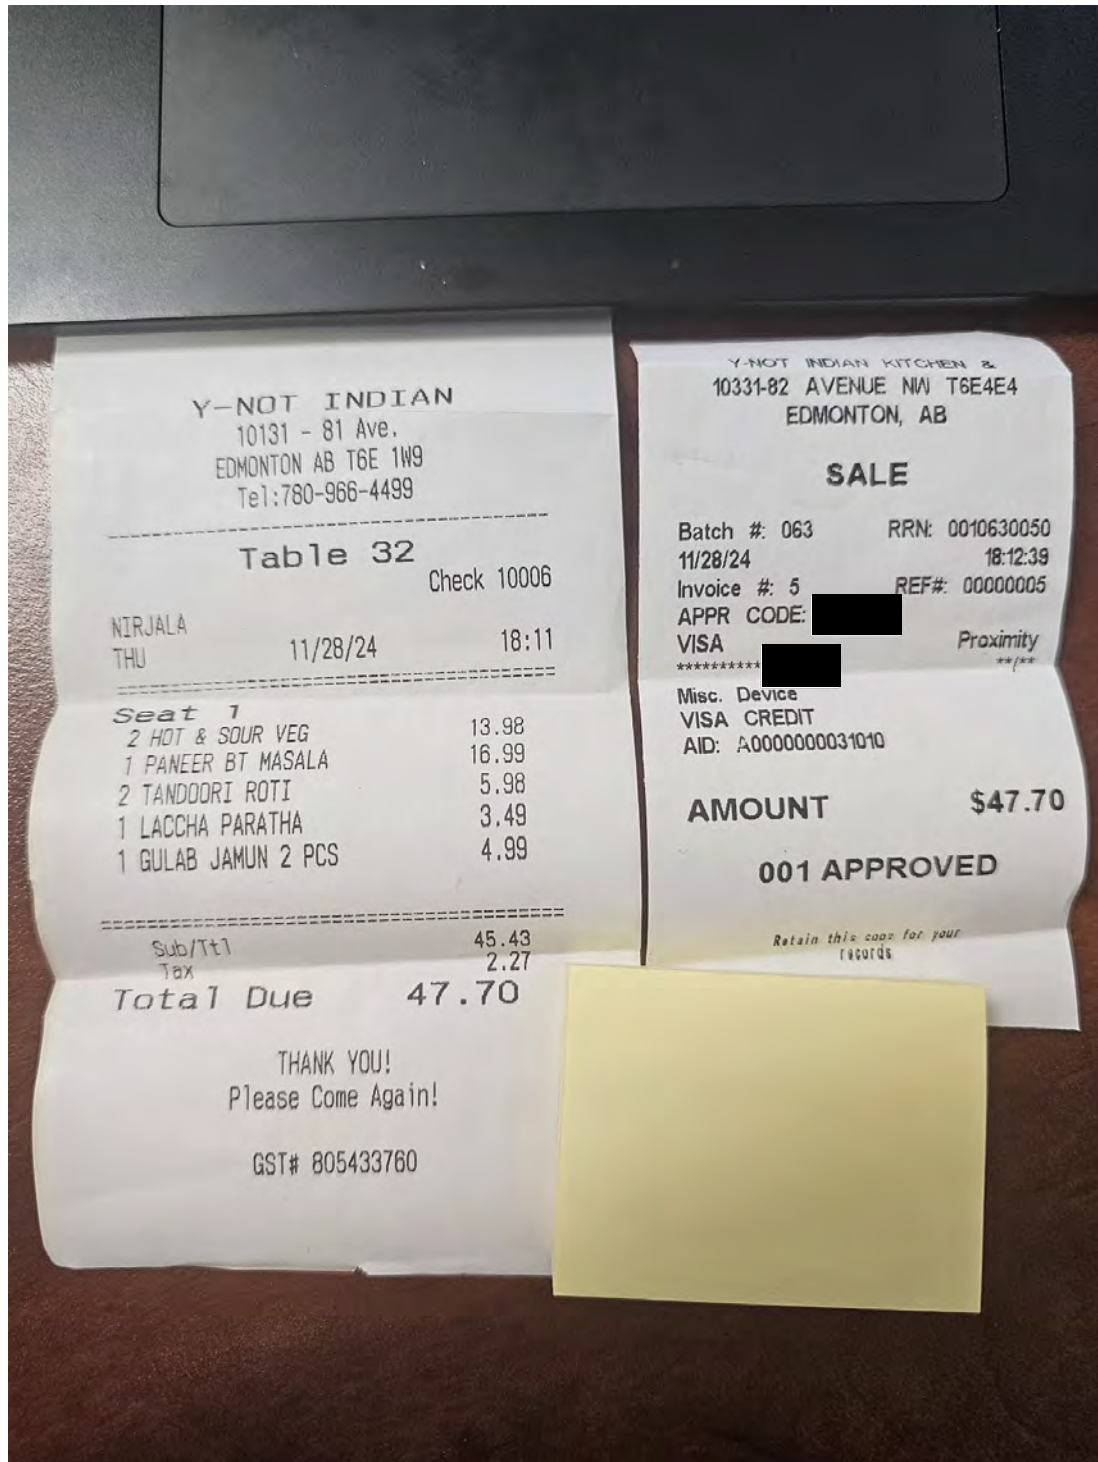 Y-NOT INDIAN
10131 - 81 Ave.
EDMONTON AB T6E 1W9
Tel:780-966-4499
Table 32
Check 10006
NIRJALA
THU 11/28/24 18:11
Seat 1
2 HOT & SOUR VEG 13.98
1 PANEER BT MASALA 16.99
2 TANDOORI ROTI 5.98
1 LACCHA PARATHA 3.49
1 GULAB JAMUN 2 PCS 4.99
Sub/Ttl 45.43
Tax 2.27
Total Due 47.70
THANK YOU!
Please Come Again!
GST# 805433760
Y-NOT INDIAN KITCHEN &
10331-82 AVENUE NW T6E4E4
EDMONTON, AB
SALE
Batch #: 063 RRN: 0010630050
11/28/24 18:12:39
Invoice #: 5 REF#: 00000005
APPR CODE:
VISA Proximity
********** **/**
Misc. Device
VISA CREDIT
AID: A0000000031010
AMOUNT $47.70
001 APPROVED
Retain this copy for your
records